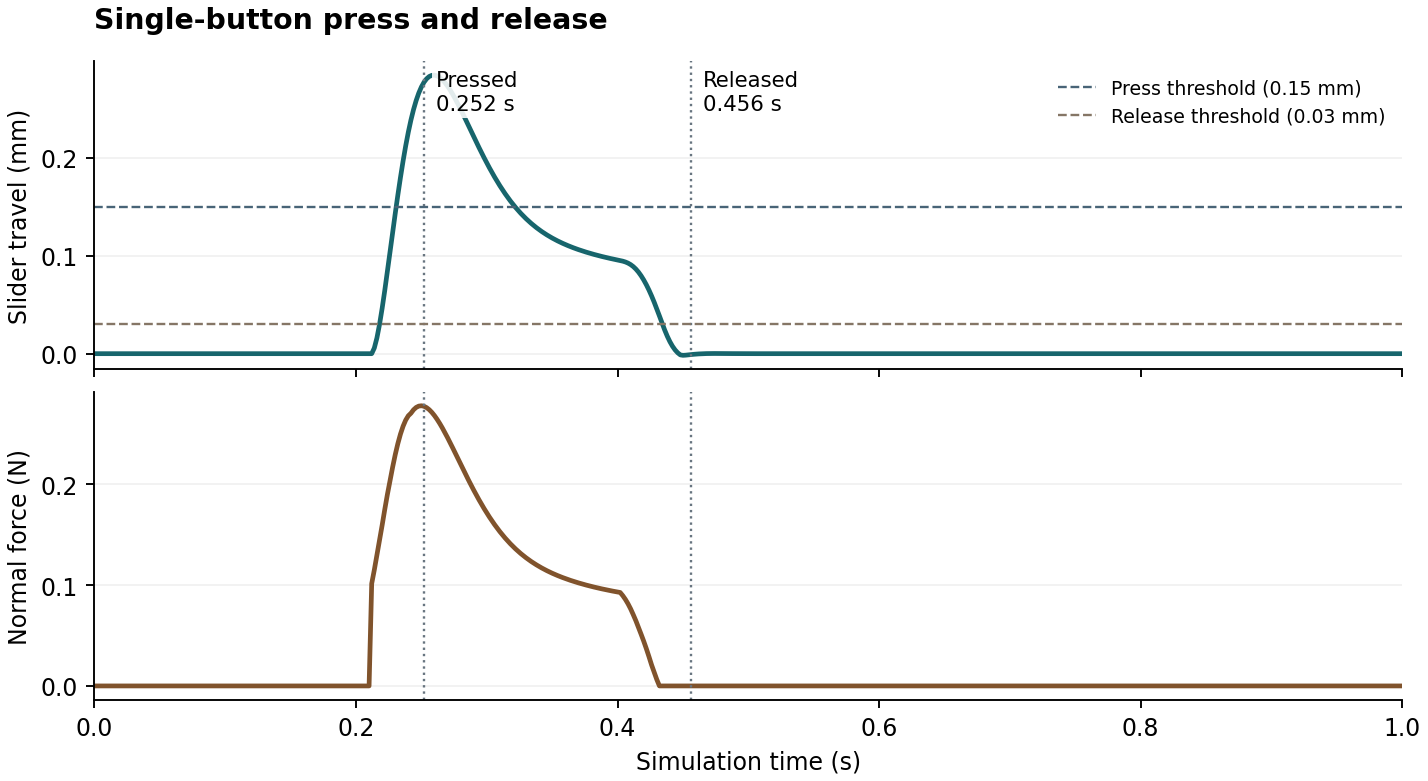 Single-button press and release
Pressed
0.252 s
Released
0.456 s
Press threshold (0.15 mm)
Release threshold (0.03 mm)
Slider travel (mm)
0.2
0.1
0.0
Normal force (N)
0.2
0.1
0.0
0.0 0.2 0.4 0.6 0.8 1.0
Simulation time (s)